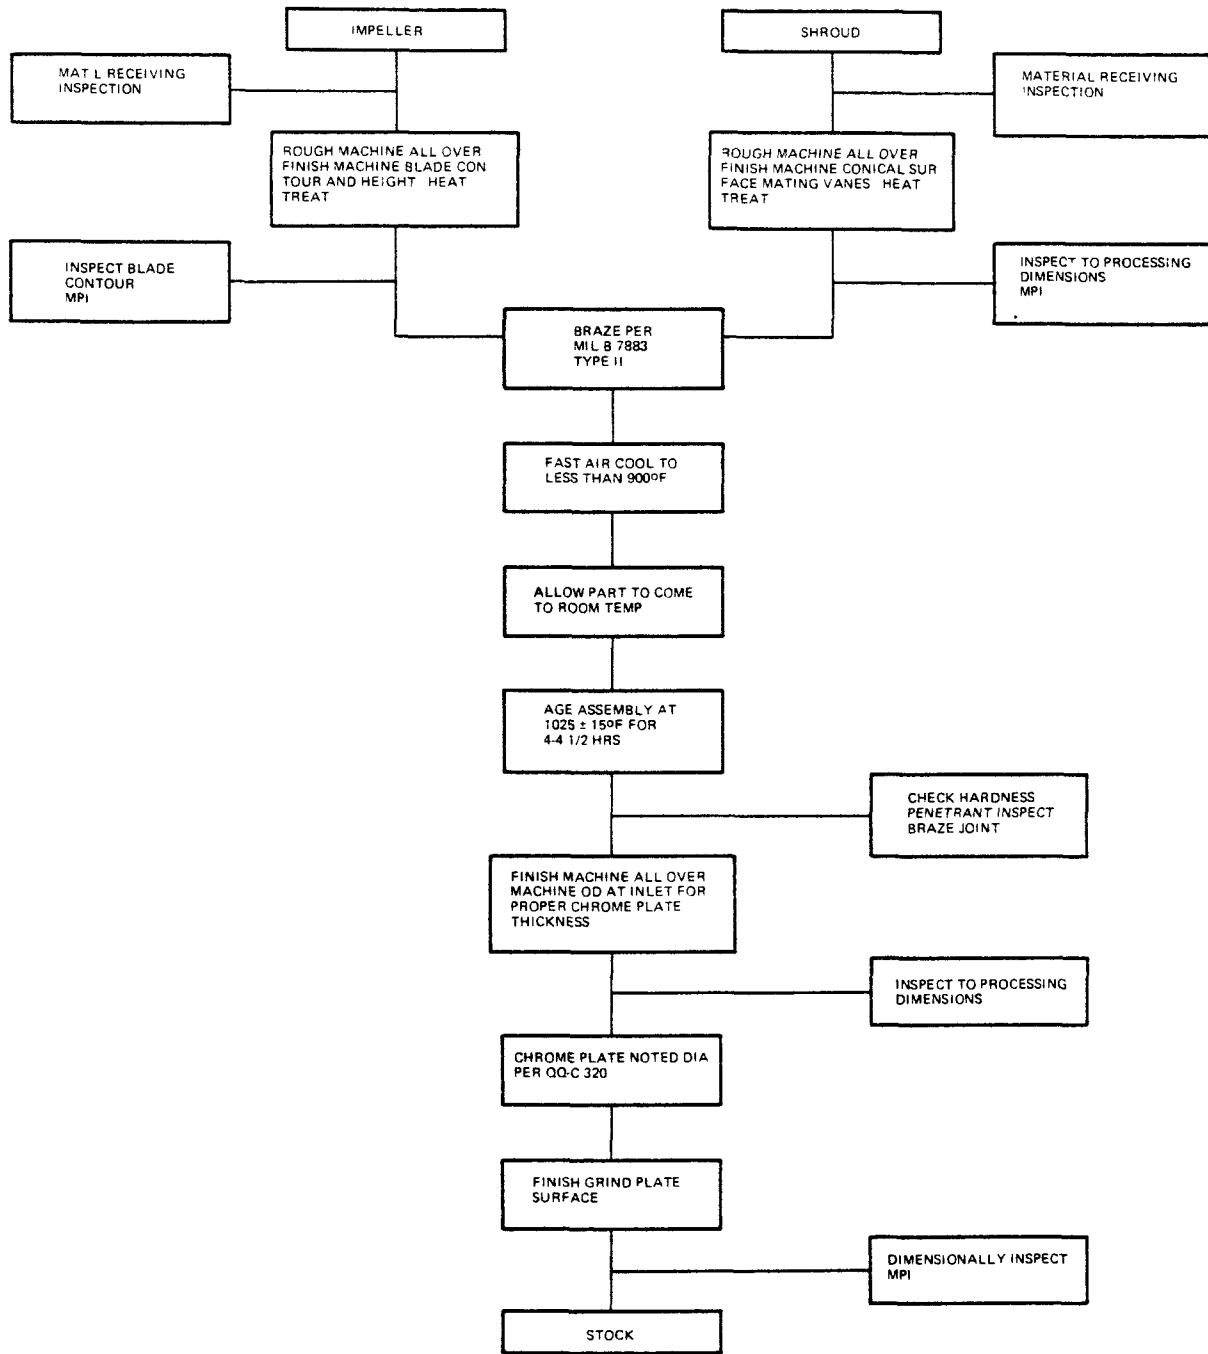 IMPELLER
SHROUD
MAT L RECEIVING
INSPECTION
MATERIAL RECEIVING
INSPECTION
ROUGH MACHINE ALL OVER
FINISH MACHINE BLADE CON
TOUR AND HEIGHT HEAT
TREAT
ROUGH MACHINE ALL OVER
FINISH MACHINE CONICAL SUR
FACE MATING VANES HEAT
TREAT
INSPECT BLADE
CONTOUR
MPI
INSPECT TO PROCESSING
DIMENSIONS
MPI
BRAZE PER
MIL B 7883
TYPE II
FAST AIR COOL TO
LESS THAN 900ºF
ALLOW PART TO COME
TO ROOM TEMP
AGE ASSEMBLY AT
1025 ± 15ºF FOR
4-4 1/2 HRS
CHECK HARDNESS
PENETRANT INSPECT
BRAZE JOINT
FINISH MACHINE ALL OVER
MACHINE OD AT INLET FOR
PROPER CHROME PLATE
THICKNESS
INSPECT TO PROCESSING
DIMENSIONS
CHROME PLATE NOTED DIA
PER QQ-C 320
FINISH GRIND PLATE
SURFACE
DIMENSIONALLY INSPECT
MPI
STOCK